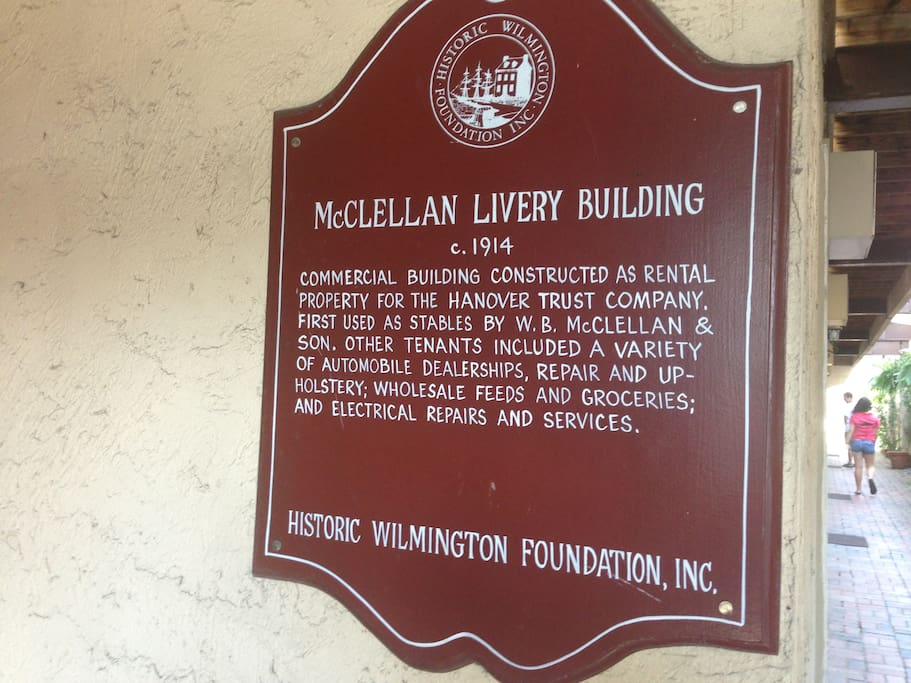 HISTORIC WILMINGTON
FOUNDATION INC.
McCLELLAN LIVERY BUILDING
c. 1914
COMMERCIAL BUILDING CONSTRUCTED AS RENTAL
PROPERTY FOR THE HANOVER TRUST COMPANY.
FIRST USED AS STABLES BY W. B. McCLELLAN &
SON. OTHER TENANTS INCLUDED A VARIETY
OF AUTOMOBILE DEALERSHIPS, REPAIR AND UP-
HOLSTERY; WHOLESALE FEEDS AND GROCERIES;
AND ELECTRICAL REPAIRS AND SERVICES.
HISTORIC WILMINGTON FOUNDATION, INC.